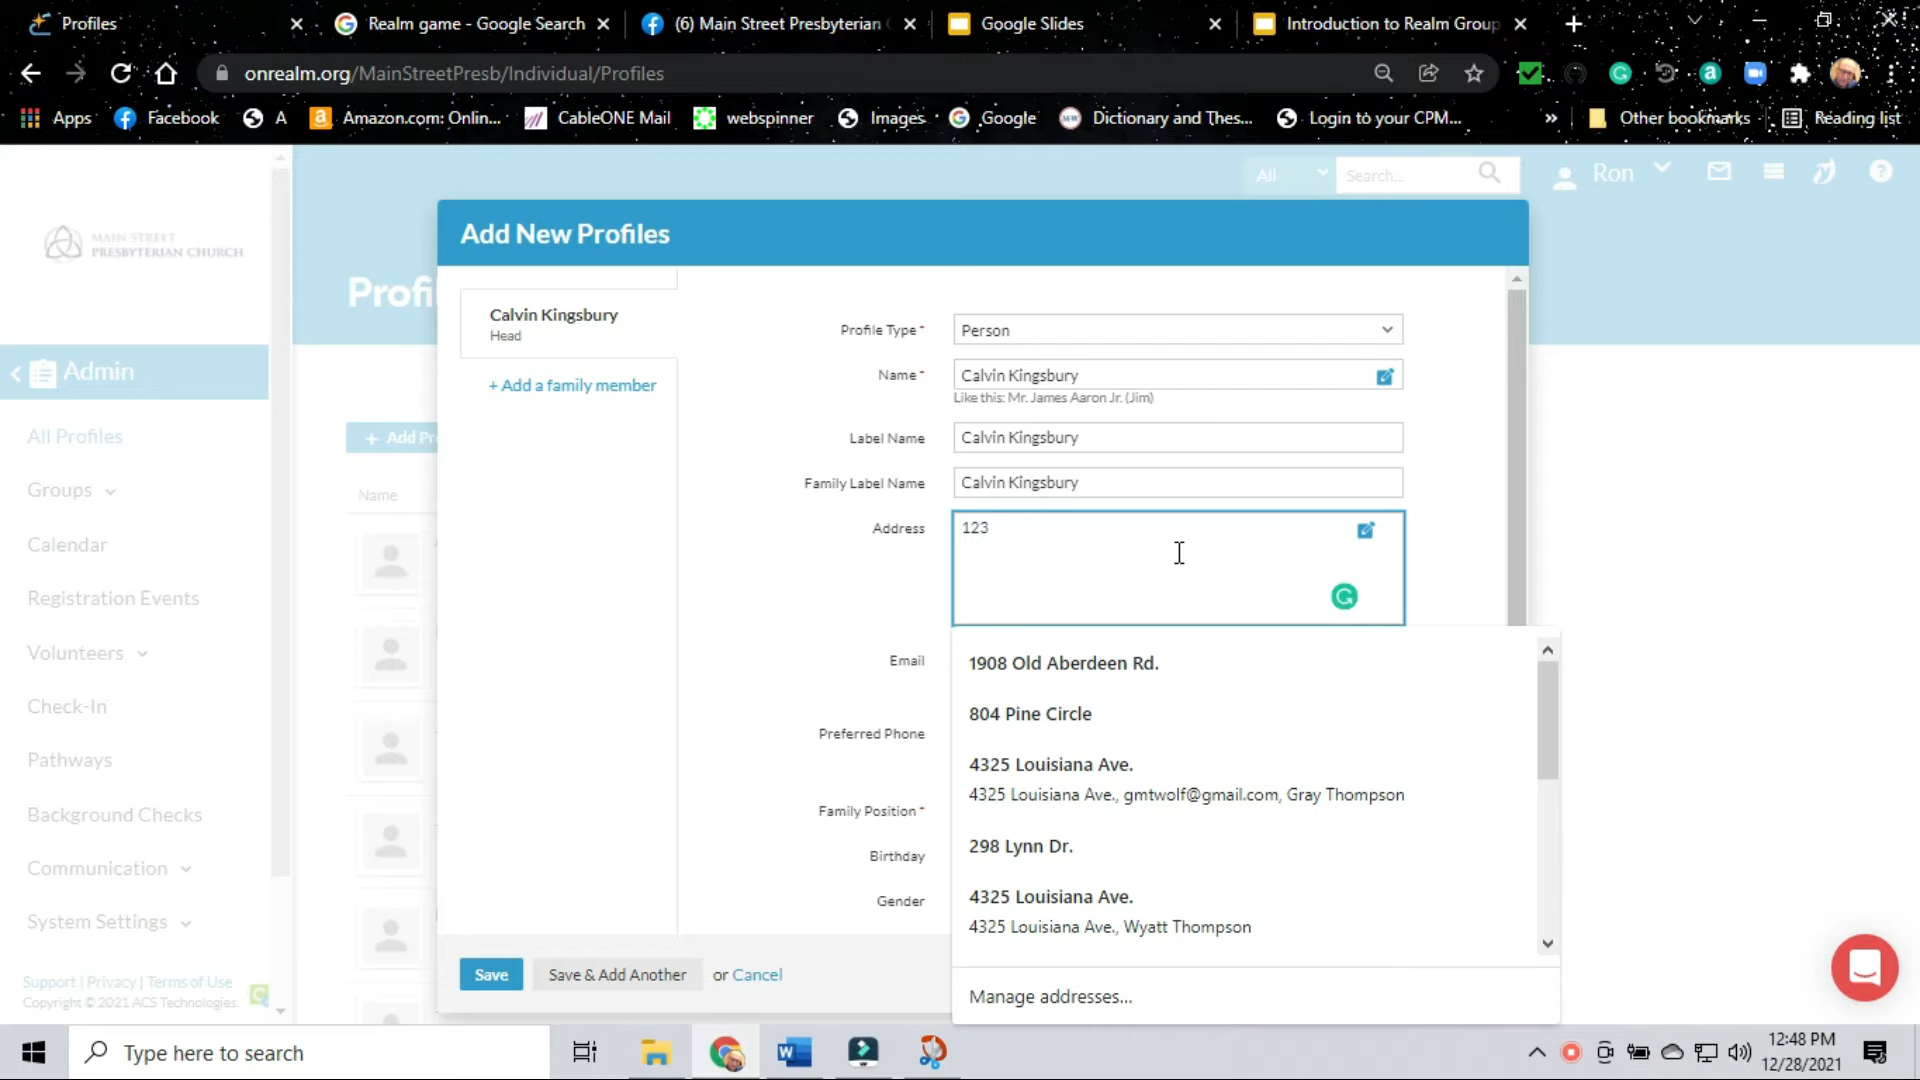 Profiles
Realm game - Google Search
(6) Main Street Presbyterian
Google Slides
Introduction to Realm Group
onrealm.org/MainStreetPresb/Individual/Profiles
Apps
Facebook
A
Amazon.com: Onlin...
CableONE Mail
webspinner
Images
Google
Dictionary and Thes...
Login to your CPM...
»
Other bookmarks
Reading list
All
Search...
Ron
MAIN STREET
PRESBYTERIAN CHURCH
Profi
Add New Profiles
Calvin Kingsbury
Head
+ Add a family member
Profile Type*
Person
Name*
Calvin Kingsbury
Like this: Mr. James Aaron Jr. (Jim)
Label Name
Calvin Kingsbury
Family Label Name
Calvin Kingsbury
Address
123
Email
Preferred Phone
Family Position*
Birthday
Gender
1908 Old Aberdeen Rd.
804 Pine Circle
4325 Louisiana Ave.
4325 Louisiana Ave., gmtwolf@gmail.com, Gray Thompson
298 Lynn Dr.
4325 Louisiana Ave.
4325 Louisiana Ave., Wyatt Thompson
Manage addresses...
Save
Save & Add Another
or Cancel
Admin
All Profiles
Groups
Calendar
Registration Events
Volunteers
Check-In
Pathways
Background Checks
Communication
System Settings
+ Add Pr
Name
Support | Privacy | Terms of Use
Copyright © 2021 ACS Technologies.
Type here to search
12:48 PM
12/28/2021